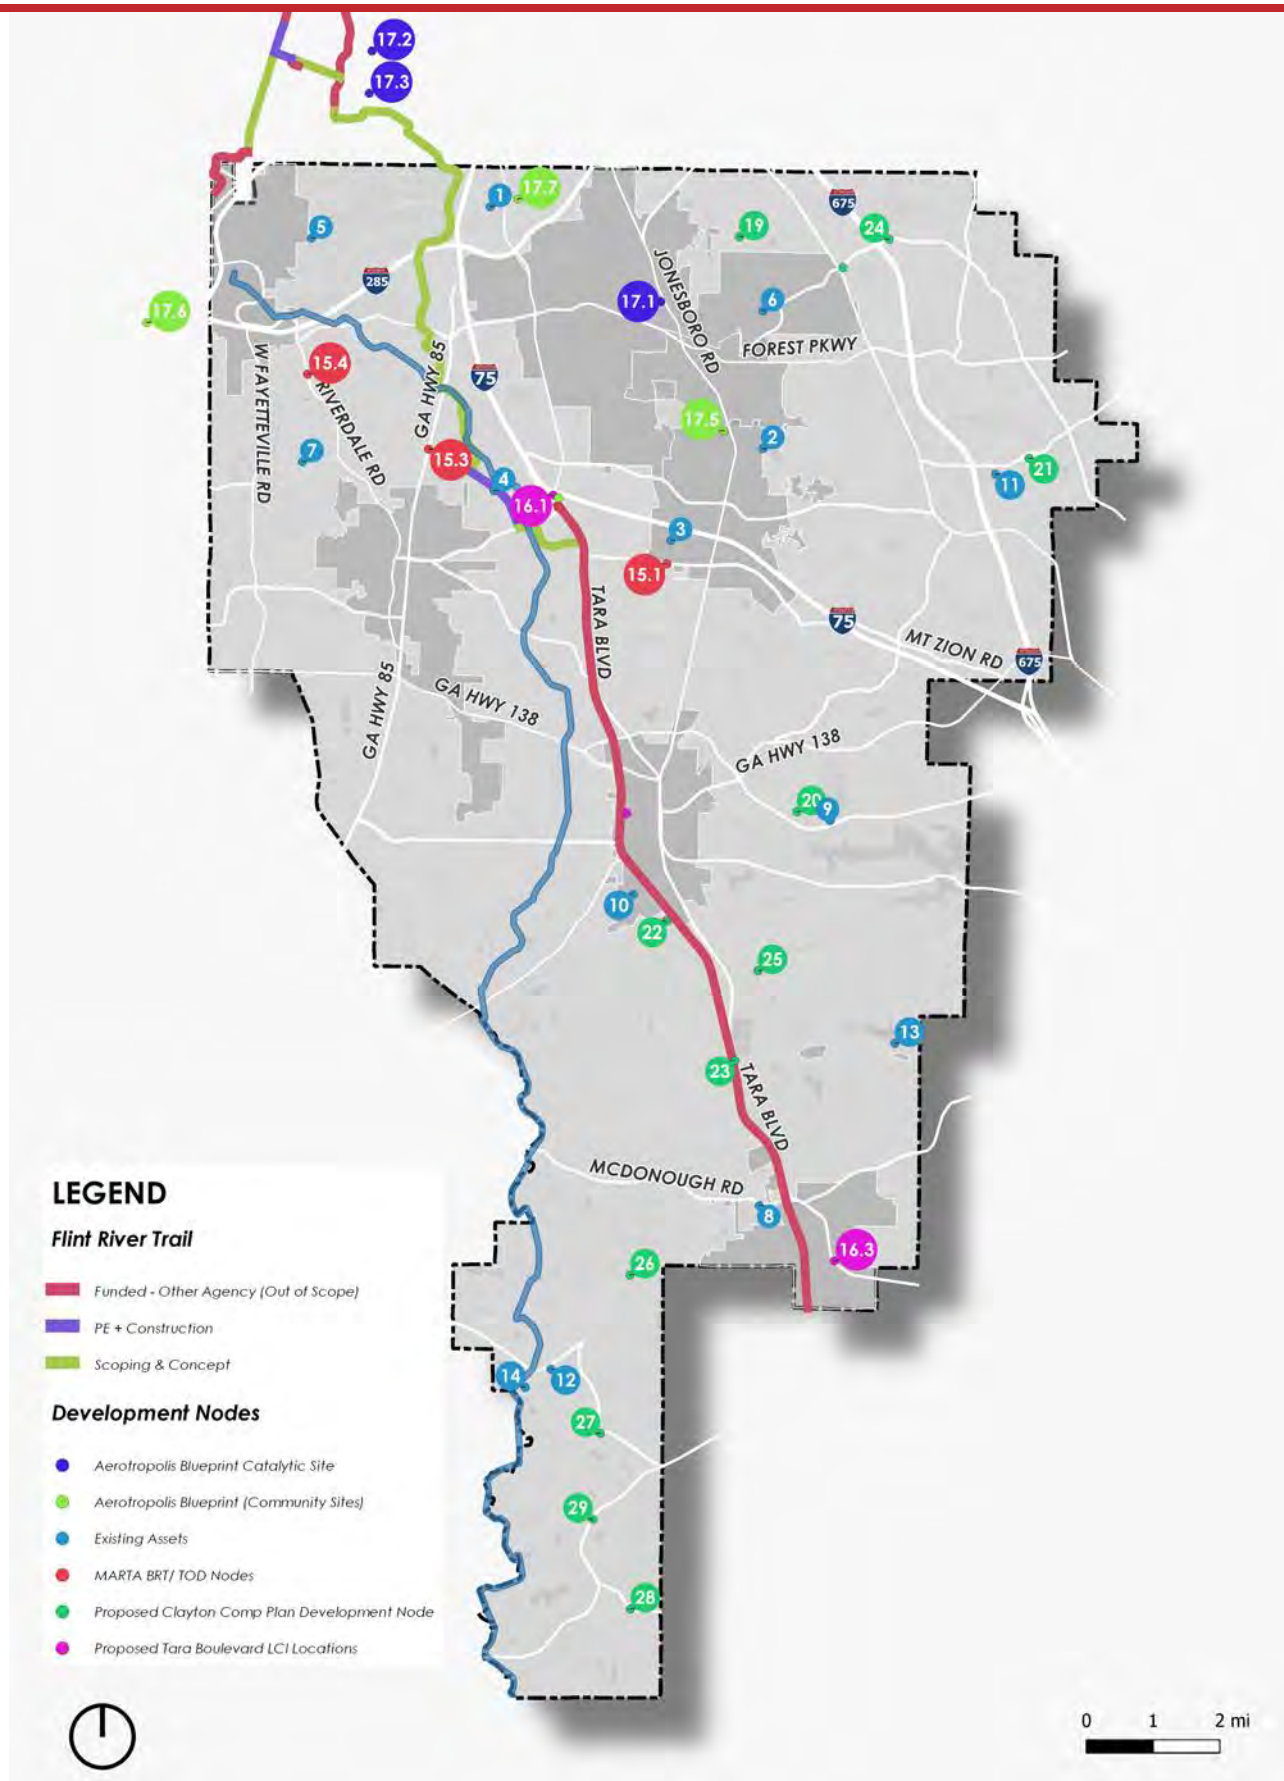 17.2
17.3
17.7
1
675
5
19
24
285
JONESBORO RD
17.1
6
17.6
FOREST PKWY
GA HWY 85
15.4
75
W FAYETTEVILLE RD
RIVERDALE RD
17.5
2
7
15.3
21
11
4
16.1
3
15.1
TARA BLVD
75
MT ZION RD
675
GA HWY 85
GA HWY 138
GA HWY 138
20
9
10
22
25
13
23
TARA BLVD
MCDONOUGH RD
8
16.3
26
14
12
27
29
28
LEGEND
Flint River Trail
Funded - Other Agency (Out of Scope)
PE + Construction
Scoping & Concept
Development Nodes
Aerotropolis Blueprint Catalytic Site
Aerotropolis Blueprint (Community Sites)
Existing Assets
MARTA BRT/ TOD Nodes
Proposed Clayton Comp Plan Development Node
Proposed Tara Boulevard LCI Locations
0 1 2 mi